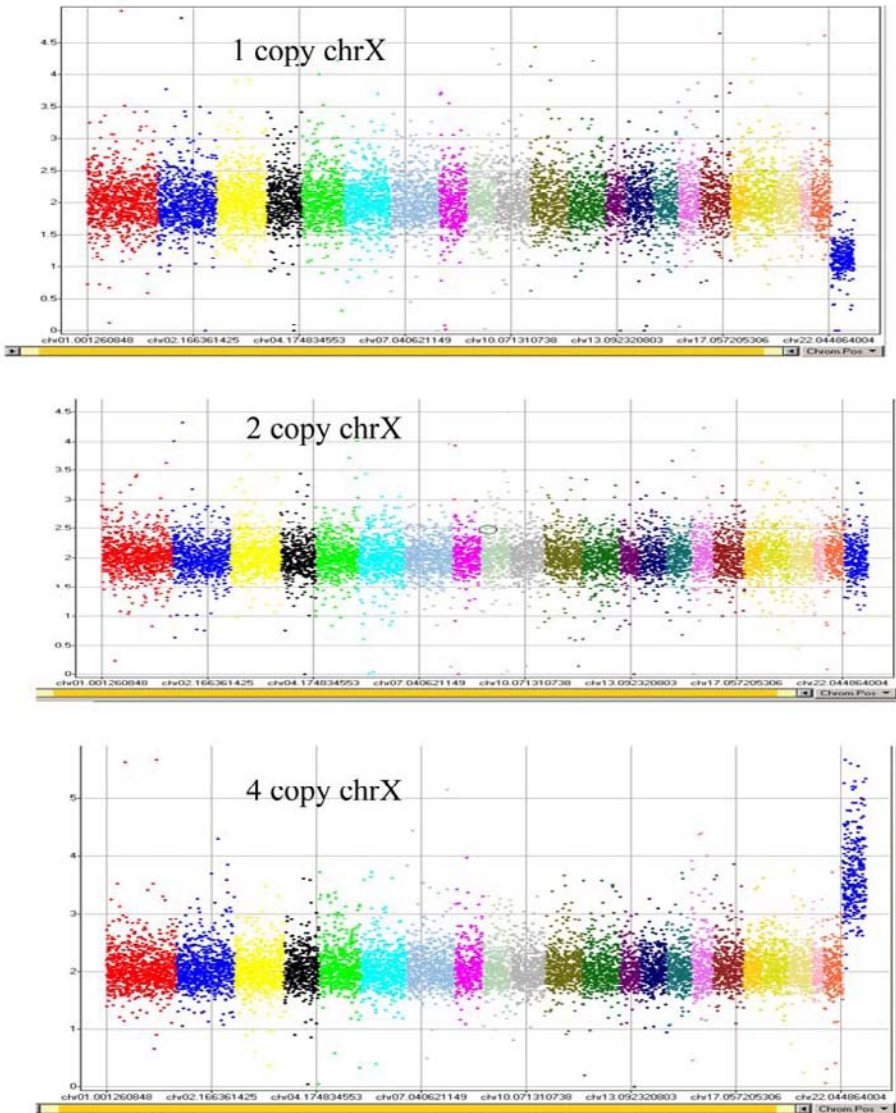 1 copy chrX
4.5
4
3.5
3
2.5
2
1.5
1
0.5
0
chr01.001260848 chr02.166361425 chr04.174834553 chr07.040621149 chr10.071310738 chr13.092320803 chr17.057205306 chr22.044864004
Chrom.Pos
2 copy chrX
4.5
4
3.5
3
2.5
2
1.5
1
0.5
0
chr01.001260848 chr02.166361425 chr04.174834553 chr07.040621149 chr10.071310738 chr13.092320803 chr17.057205306 chr22.044864004
Chrom.Pos
4 copy chrX
5
4
3
2
1
0
chr01.001260848 chr02.166361425 chr04.174834553 chr07.040621149 chr10.071310738 chr13.092320803 chr17.057205306 chr22.044864004
Chrom.Pos